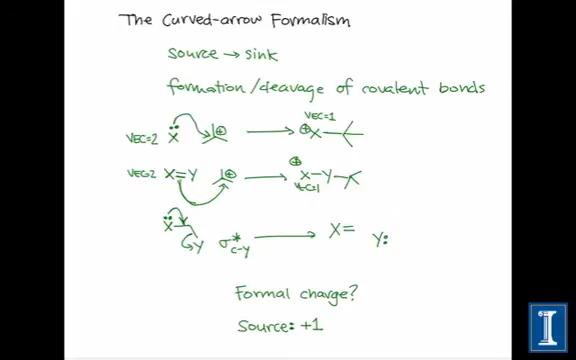 The Curved-arrow Formalism
source → sink
formation/cleavage of covalent bonds
VEC=2 X: ⊕ → ⊕X VEC=1
VEC=2 X=Y ⊕ → ⊕ X-Y VEC=1
X Y σ*C-Y → X= Y:
Formal charge?
Source: +1
I